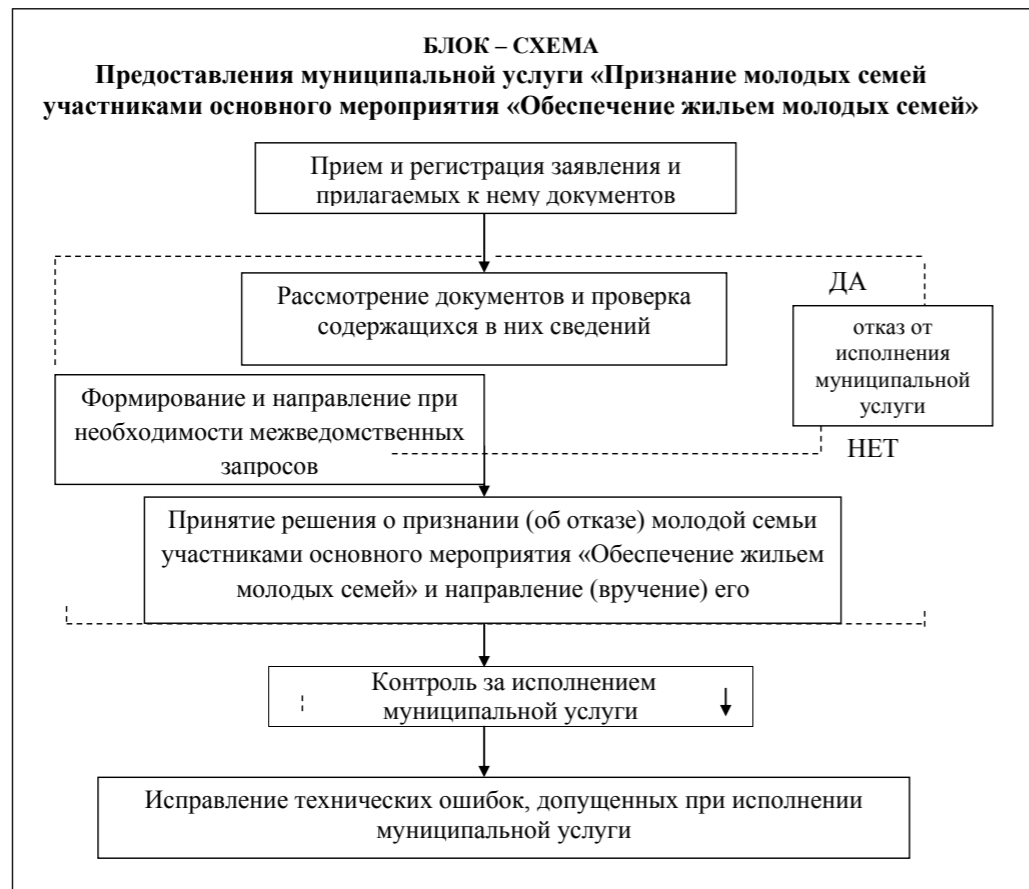 БЛОК – СХЕМА
Предоставления муниципальной услуги «Признание молодых семей
участниками основного мероприятия «Обеспечение жильем молодых семей»
Прием и регистрация заявления и
прилагаемых к нему документов
Рассмотрение документов и проверка
содержащихся в них сведений
ДА
отказ от
исполнения
муниципальной
услуги
НЕТ
Формирование и направление при
необходимости межведомственных
запросов
Принятие решения о признании (об отказе) молодой семьи
участниками основного мероприятия «Обеспечение жильем
молодых семей» и направление (вручение) его
Контроль за исполнением
муниципальной услуги
Исправление технических ошибок, допущенных при исполнении
муниципальной услуги